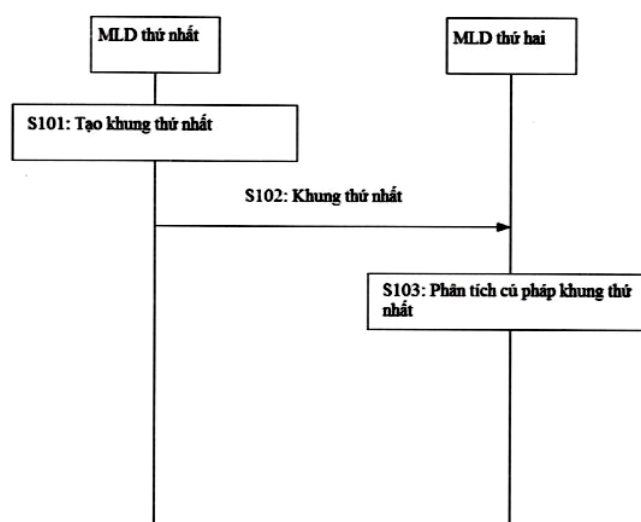 MLD thứ nhất
MLD thứ hai
S101: Tạo khung thứ nhất
S102: Khung thứ nhất
S103: Phân tích cú pháp khung thứ
nhất